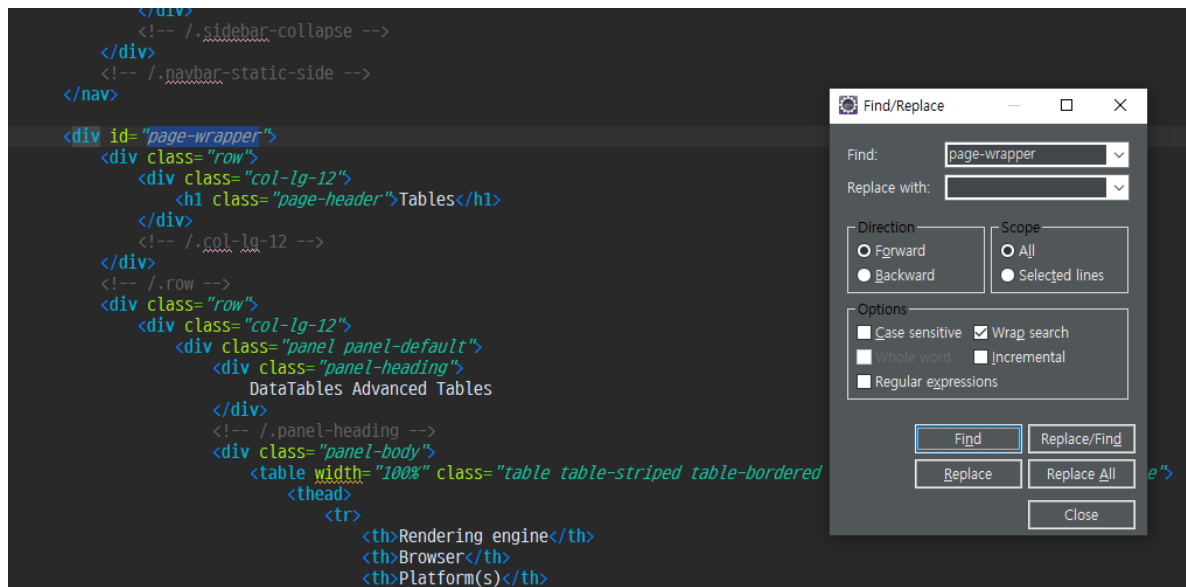 </div>
<!-- /.sidebar-collapse -->
</div>
<!-- /.navbar-static-side -->
</nav>
<div id="page-wrapper">
<div class="row">
<div class="col-lg-12">
<h1 class="page-header">Tables</h1>
</div>
<!-- /.col-lg-12 -->
</div>
<!-- /.row -->
<div class="row">
<div class="col-lg-12">
<div class="panel panel-default">
<div class="panel-heading">
DataTables Advanced Tables
</div>
<!-- /.panel-heading -->
<div class="panel-body">
<table width="100%" class="table table-striped table-bordered e">
<thead>
<tr>
<th>Rendering engine</th>
<th>Browser</th>
<th>Platform(s)</th>
Find/Replace
Find: page-wrapper
Replace with:
Direction
Forward
Backward
Scope
All
Selected lines
Options
Case sensitive
Wrap search
Whole word
Incremental
Regular expressions
Find
Replace/Find
Replace
Replace All
Close